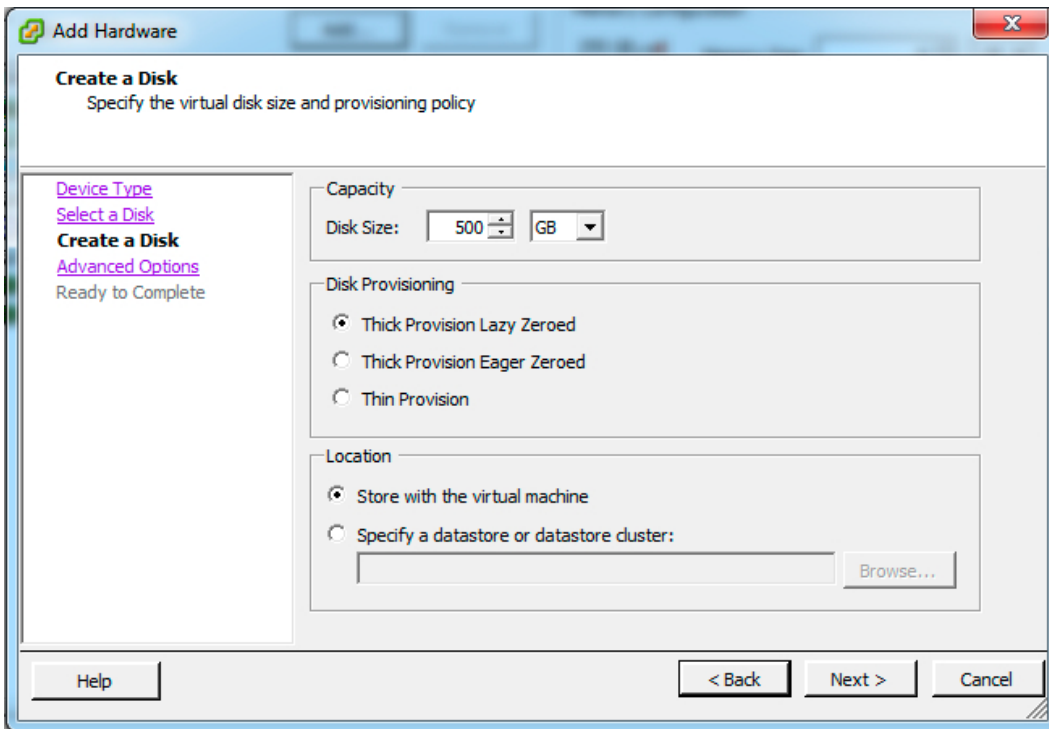 Add Hardware
Create a Disk
Specify the virtual disk size and provisioning policy
Device Type
Select a Disk
Create a Disk
Advanced Options
Ready to Complete
Capacity
Disk Size: 500 GB
Disk Provisioning
Thick Provision Lazy Zeroed
Thick Provision Eager Zeroed
Thin Provision
Location
Store with the virtual machine
Specify a datastore or datastore cluster:
Browse...
Help
< Back
Next >
Cancel